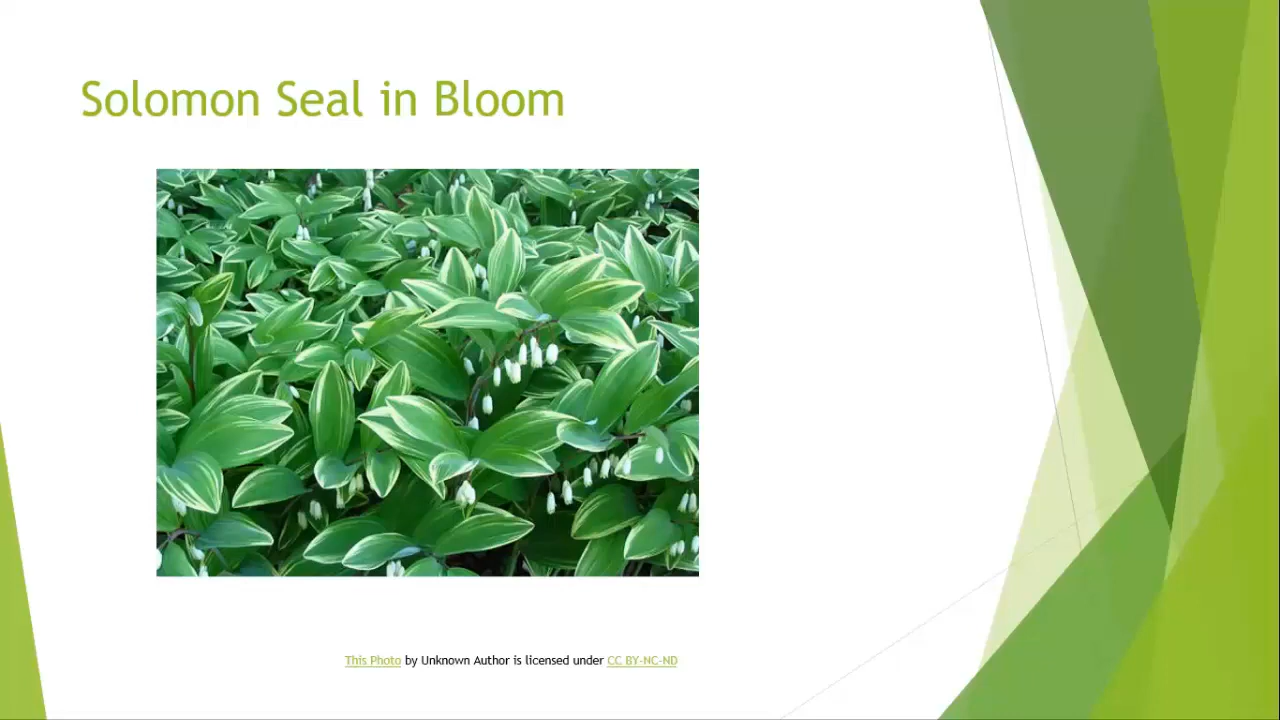 Solomon Seal in Bloom
This Photo by Unknown Author is licensed under CC BY-NC-ND